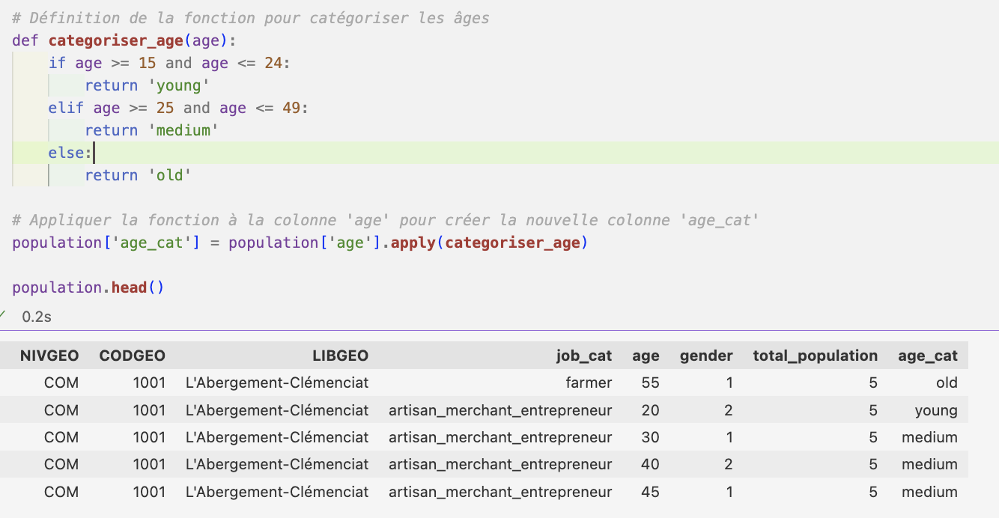 # Définition de la fonction pour catégoriser les âges
def categoriser_age(age):
    if age >= 15 and age <= 24:
        return 'young'
    elif age >= 25 and age <= 49:
        return 'medium'
    else:
        return 'old'

# Appliquer la fonction à la colonne 'age' pour créer la nouvelle colonne 'age_cat'
population['age_cat'] = population['age'].apply(categoriser_age)

population.head()
✓ 0.2s
NIVGEO CODGEO LIBGEO job_cat age gender total_population age_cat
COM 1001 L'Abergement-Clémenciat farmer 55 1 5 old
COM 1001 L'Abergement-Clémenciat artisan_merchant_entrepreneur 20 2 5 young
COM 1001 L'Abergement-Clémenciat artisan_merchant_entrepreneur 30 1 5 medium
COM 1001 L'Abergement-Clémenciat artisan_merchant_entrepreneur 40 2 5 medium
COM 1001 L'Abergement-Clémenciat artisan_merchant_entrepreneur 45 1 5 medium